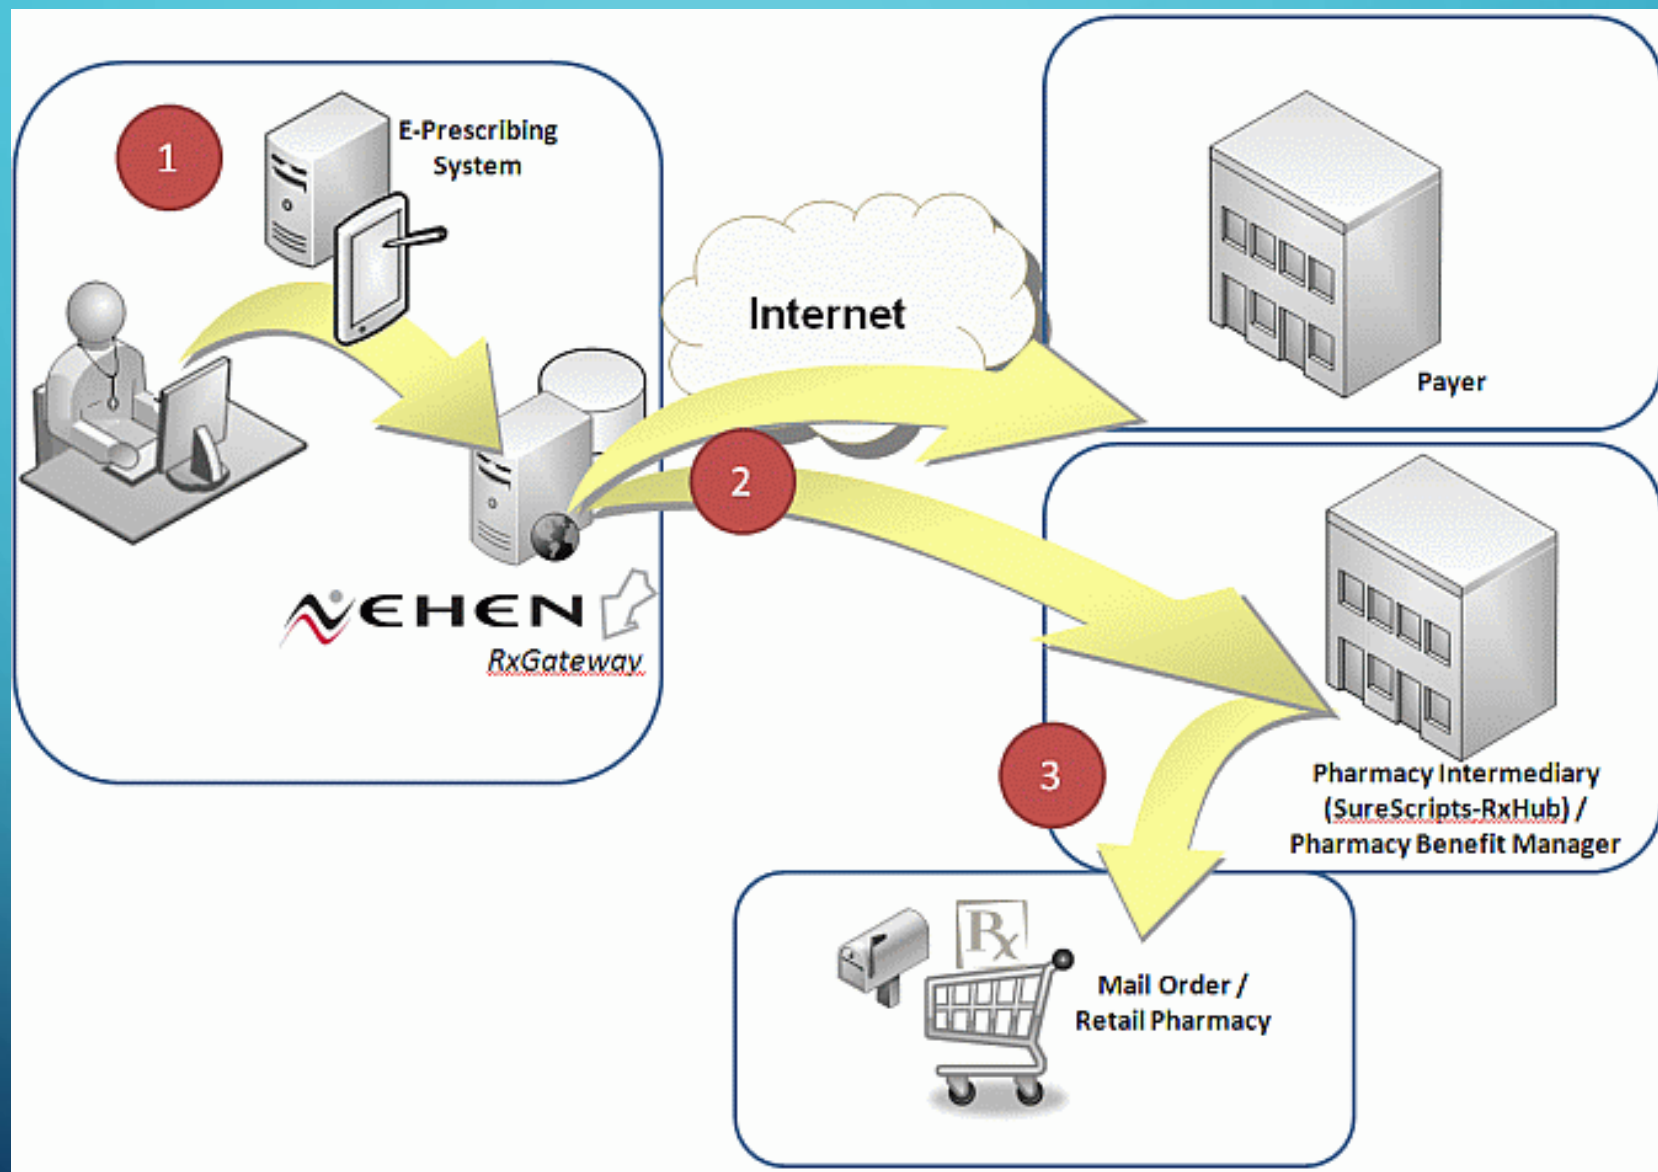 1
E-Prescribing
System
Internet
Payer
2
NEHEN
RxGateway
3
Pharmacy Intermediary
(SureScripts-RxHub) /
Pharmacy Benefit Manager
Rx
Mail Order /
Retail Pharmacy